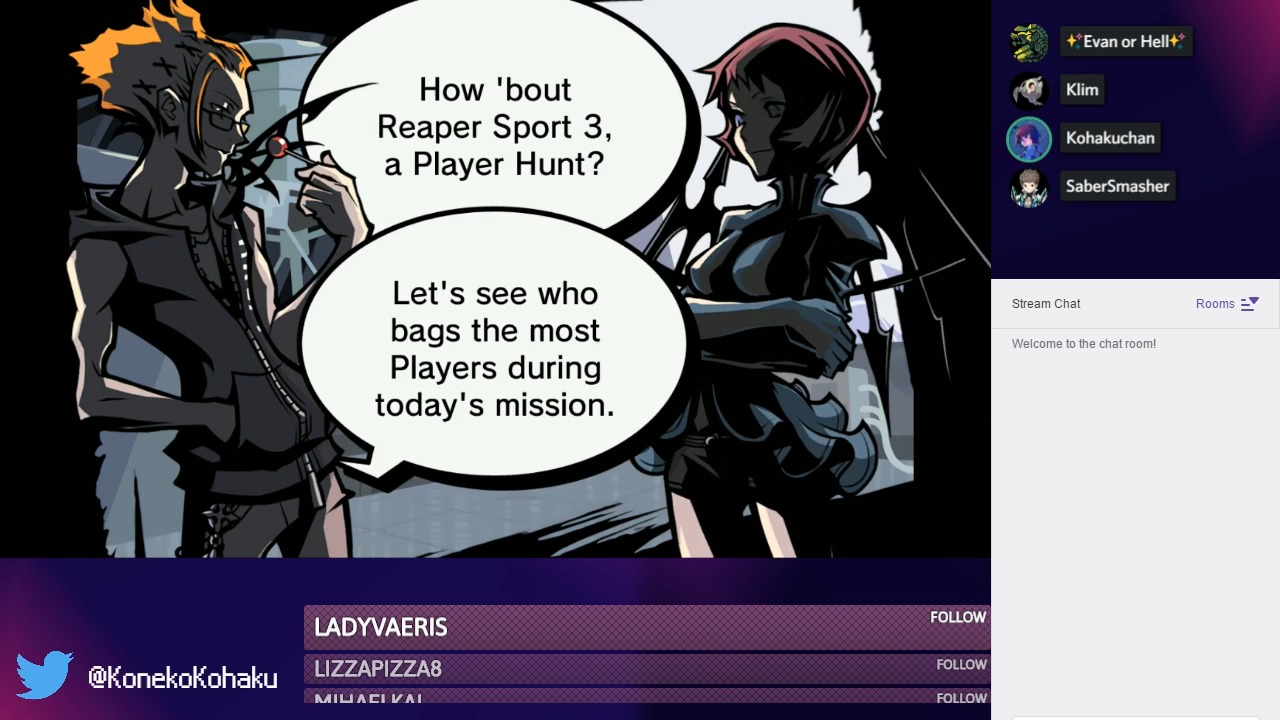 How 'bout
Reaper Sport 3,
a Player Hunt?
Let's see who
bags the most
Players during
today's mission.
✨Evan or Hell✨
Klim
Kohakuchan
SaberSmasher
Stream Chat
Rooms
Welcome to the chat room!
LADYVAERIS
FOLLOW
LIZZAPIZZA8
FOLLOW
FOLLOW
@KonekoKohaku